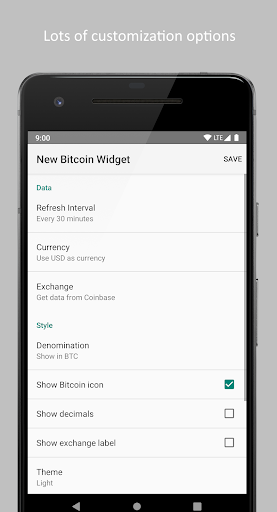 Lots of customization options
9:00
LTE
New Bitcoin Widget
SAVE
Data
Refresh Interval
Every 30 minutes
Currency
Use USD as currency
Exchange
Get data from Coinbase
Style
Denomination
Show in BTC
Show Bitcoin icon
Show decimals
Show exchange label
Theme
Light